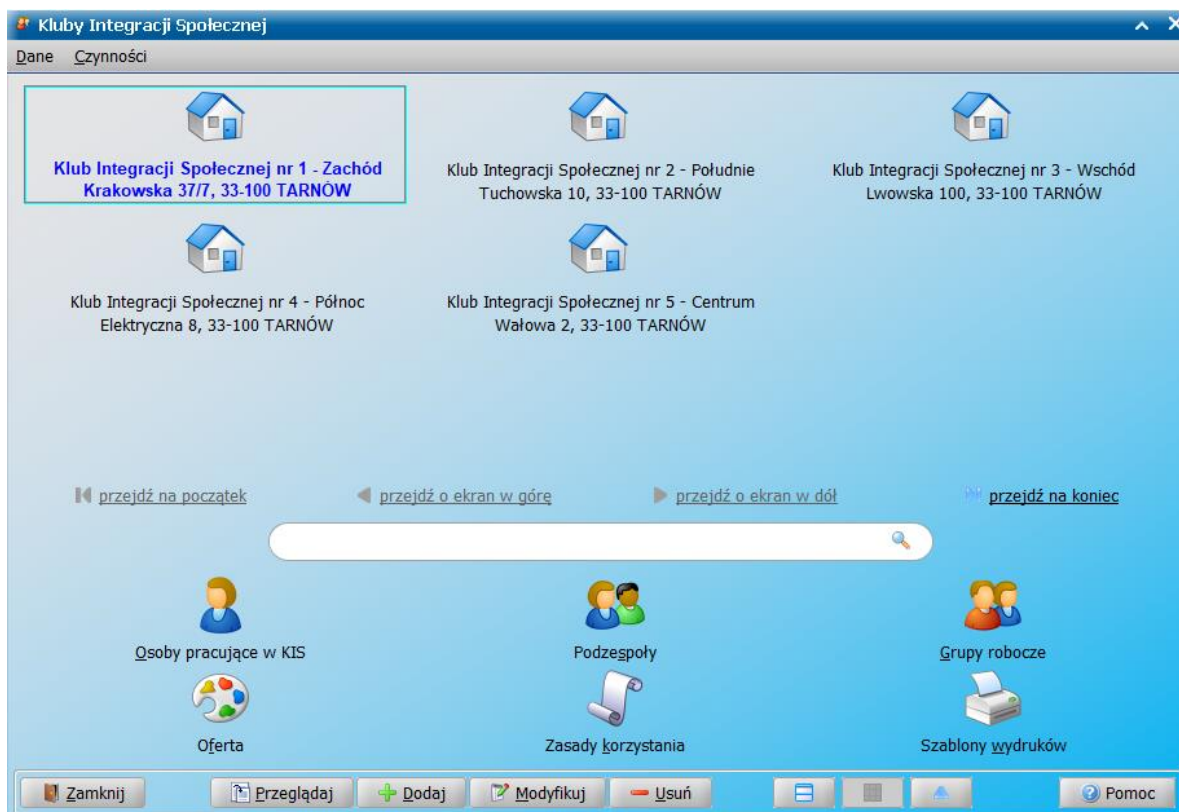 Kluby Integracji Społecznej
Dane Czynności
Klub Integracji Społecznej nr 1 - Zachód
Krakowska 37/7, 33-100 TARNÓW
Klub Integracji Społecznej nr 2 - Południe
Tuchowska 10, 33-100 TARNÓW
Klub Integracji Społecznej nr 3 - Wschód
Lwowska 100, 33-100 TARNÓW
Klub Integracji Społecznej nr 4 - Północ
Elektryczna 8, 33-100 TARNÓW
Klub Integracji Społecznej nr 5 - Centrum
Wałowa 2, 33-100 TARNÓW
przejdź na początek przejdź o ekran w górę przejdź o ekran w dół przejdź na koniec
Osoby pracujące w KIS Podzespoły Grupy robocze
Oferta Zasady korzystania Szablony wydruków
Zamknij Przeglądaj Dodaj Modyfikuj Usuń Pomoc